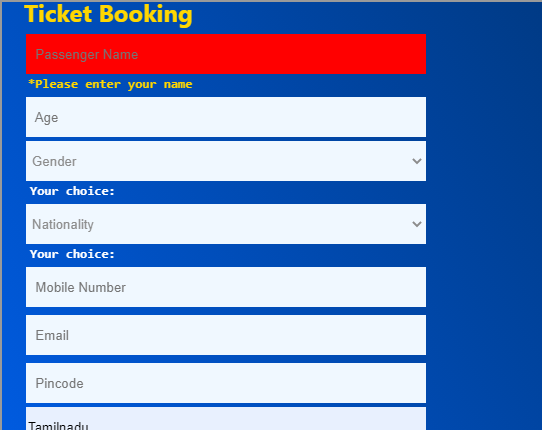 Ticket Booking
Passenger Name
*Please enter your name
Age
Gender
Your choice:
Nationality
Your choice:
Mobile Number
Email
Pincode
Tamilnadu